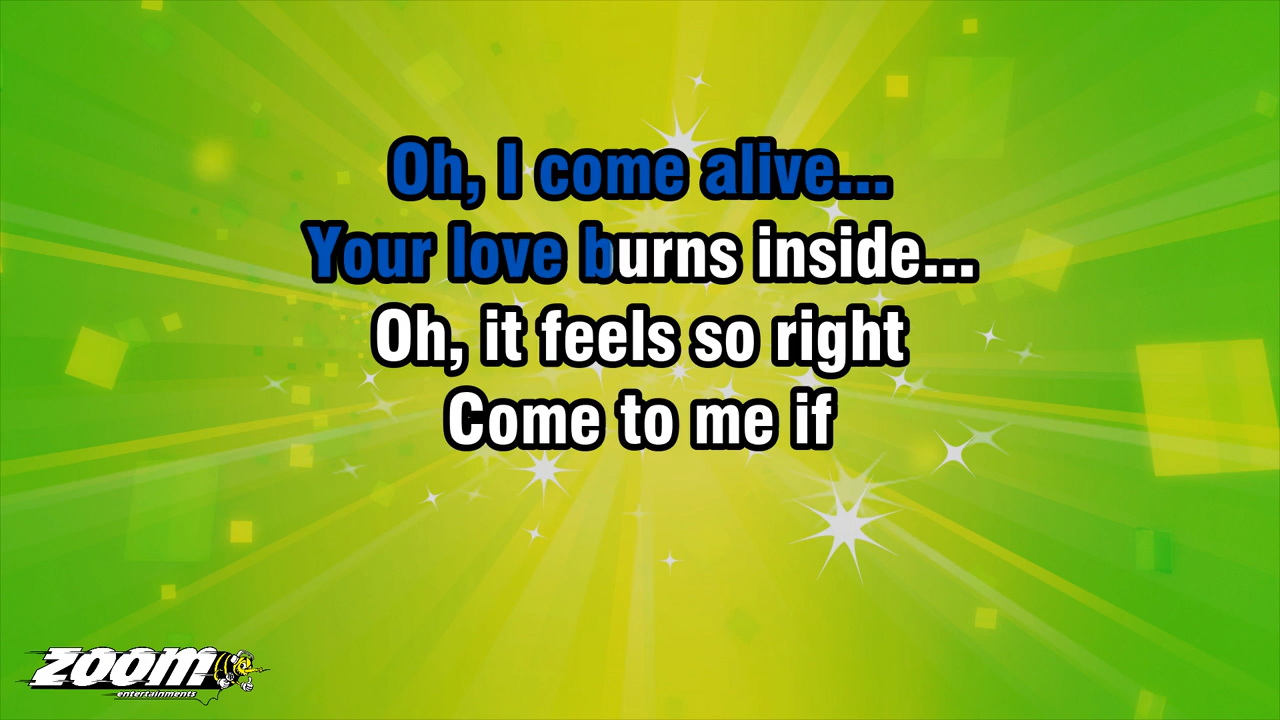 Oh, I come alive...
Your love burns inside...
Oh, it feels so right
Come to me if
zoom
entertainments